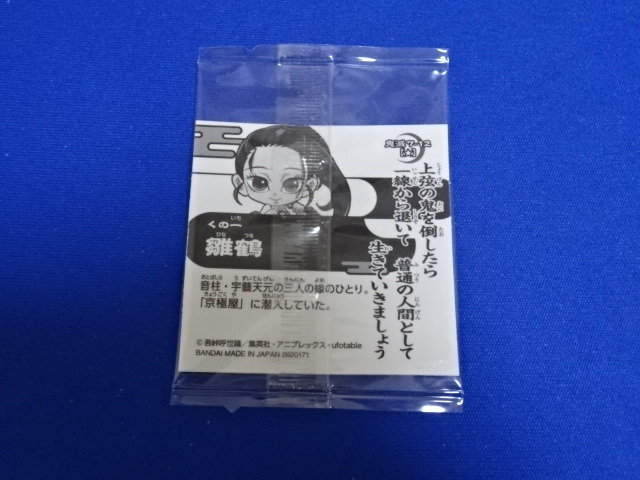 鬼滅7-12
【金】
上弦の鬼を倒したら
一線から退いて 普通の人間として
生きていきましょう
くの一
雛鶴
音柱・宇髄天元の三人の嫁のひとり。
「京極屋」に潜入していた。
©吾峠呼世晴／集英社・アニプレックス・ufotable
BANDAI MADE IN JAPAN 2620171